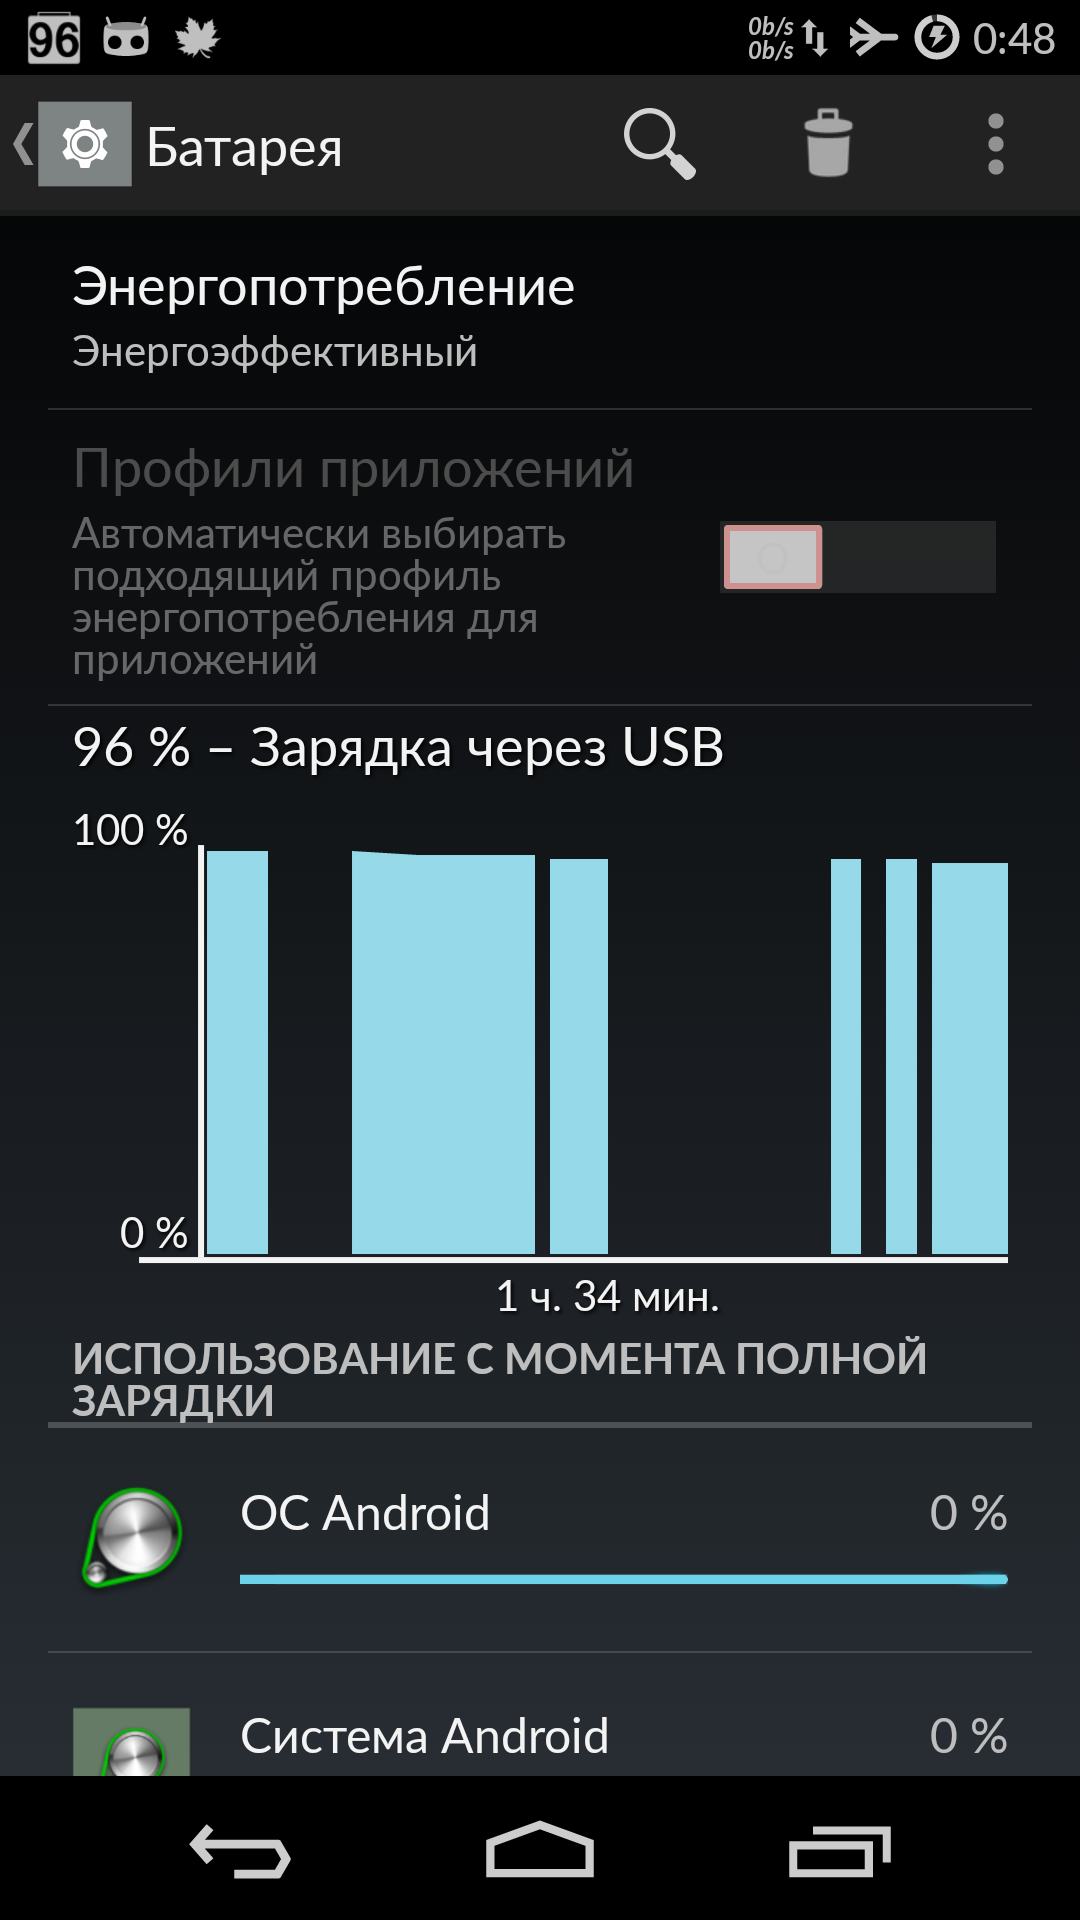 96
0b/s
0b/s
0:48
Батарея
Энергопотребление
Энергоэффективный
Профили приложений
Автоматически выбирать
подходящий профиль
энергопотребления для
приложений
O
96 % – Зарядка через USB
100 %
0 %
1 ч. 34 мин.
ИСПОЛЬЗОВАНИЕ С МОМЕНТА ПОЛНОЙ
ЗАРЯДКИ
ОС Android 0 %
Система Android 0 %